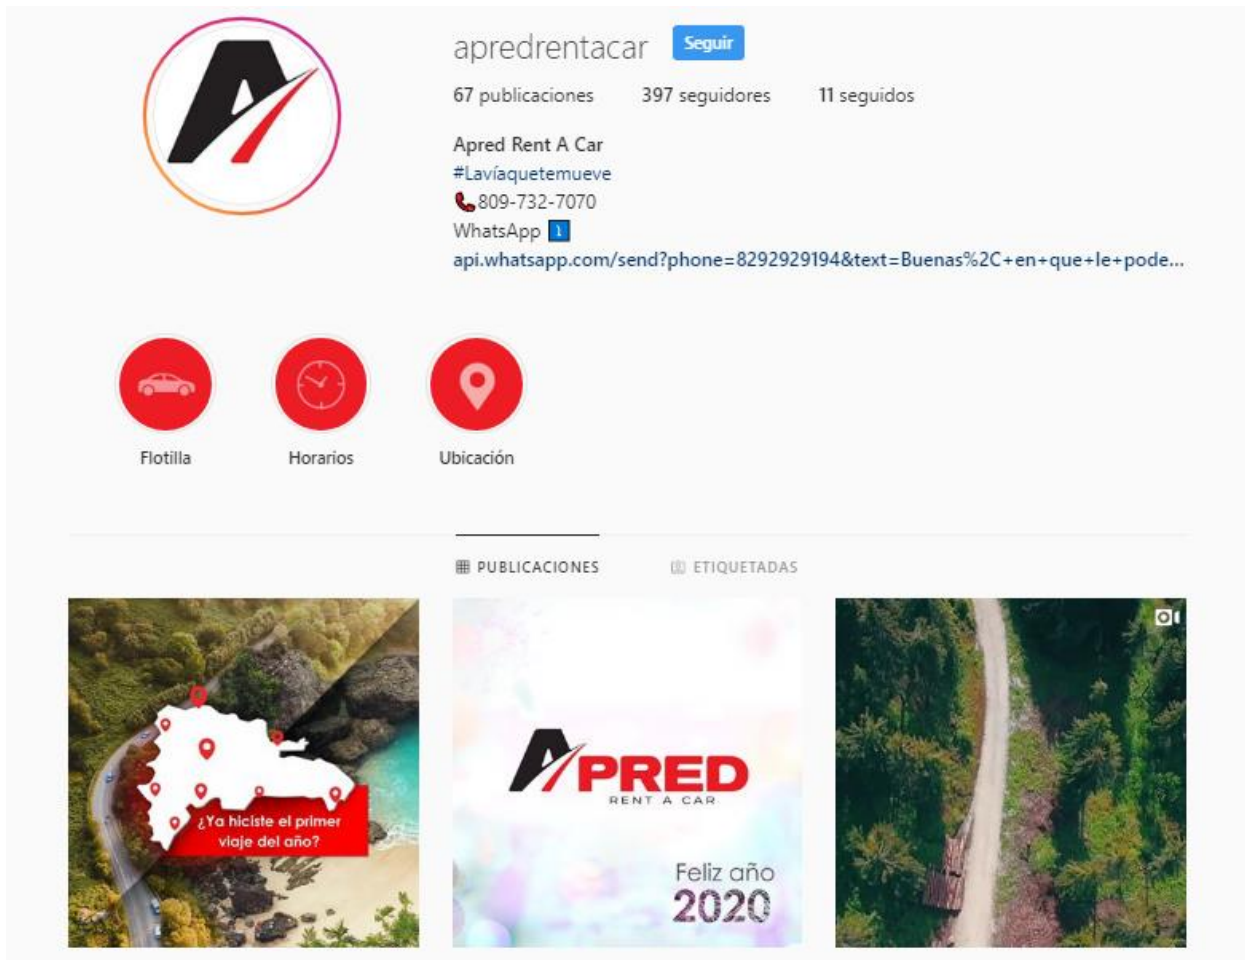 apredrentacar Seguir
67 publicaciones 397 seguidores 11 seguidos
Apred Rent A Car
#Lavíaquetemueve
809-732-7070
WhatsApp
api.whatsapp.com/send?phone=8292929194&text=Buenas%2C+en+que+le+pode...
Flotilla Horarios Ubicación
PUBLICACIONES ETIQUETADAS
¿Ya hiciste el primer
viaje del año?
APRED
RENT A CAR
Feliz año
2020